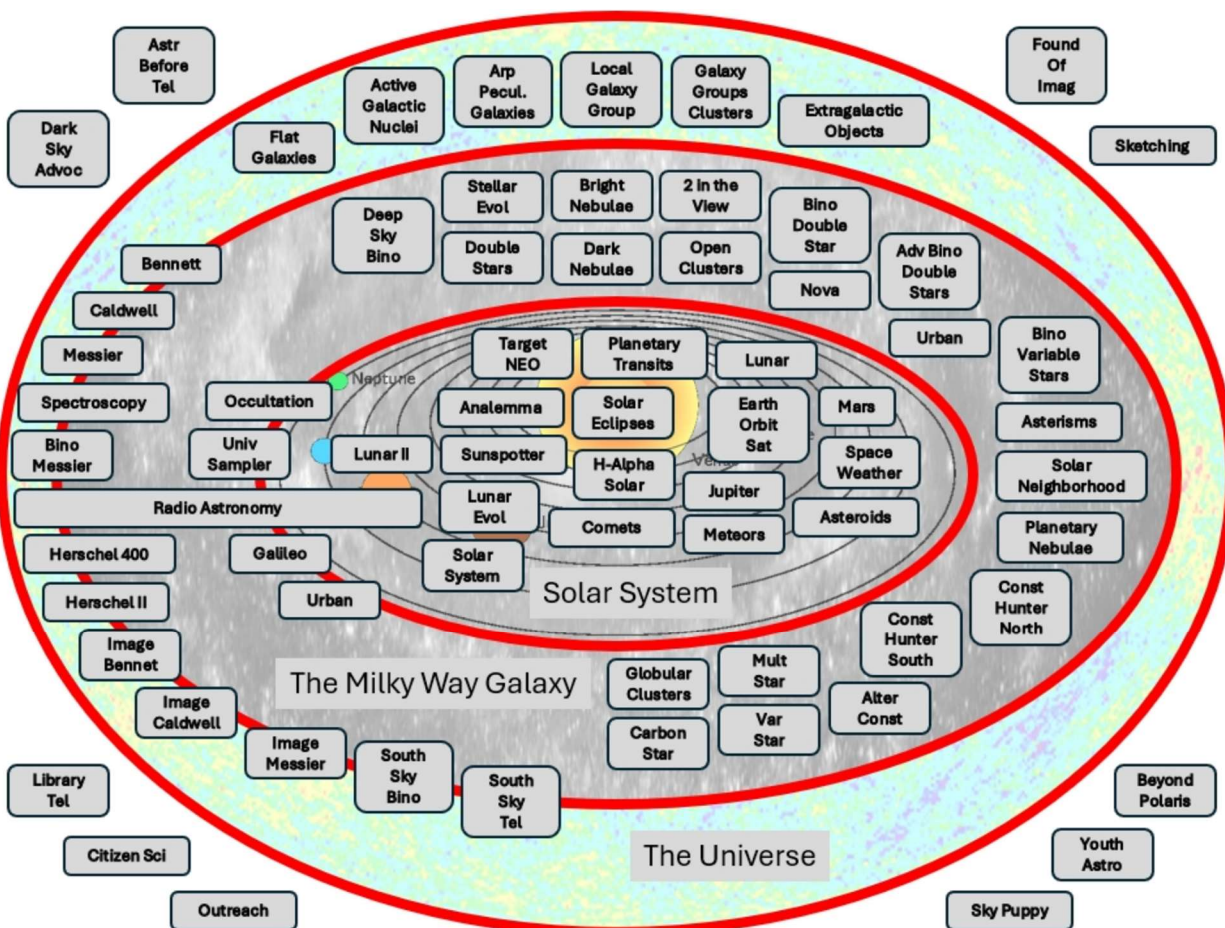 Astr
Before
Tel
Found
Of
Imag
Dark
Sky
Advoc
Sketching
Flat
Galaxies
Active
Galactic
Nuclei
Arp
Pecul.
Galaxies
Local
Galaxy
Group
Galaxy
Groups
Clusters
Extragalactic
Objects
Deep
Sky
Bino
Stellar
Evol
Bright
Nebulae
2 in the
View
Bino
Double
Star
Double
Stars
Dark
Nebulae
Open
Clusters
Nova
Adv Bino
Double
Stars
Urban
Bino
Variable
Stars
Asterisms
Solar
Neighborhood
Planetary
Nebulae
Const
Hunter
North
Const
Hunter
South
Alter
Const
Bennett
Caldwell
Messier
Spectroscopy
Bino
Messier
Radio Astronomy
Herschel 400
Herschel II
Image
Bennet
Image
Caldwell
Image
Messier
South
Sky
Bino
South
Sky
Tel
Occultation
Univ
Sampler
Galileo
Urban
Neptune
Target
NEO
Planetary
Transits
Lunar
Analemma
Solar
Eclipses
Earth
Orbit
Sat
Mars
Lunar II
Sunspotter
H-Alpha
Solar
Space
Weather
Lunar
Evol
Comets
Jupiter
Meteors
Asteroids
Solar
System
Solar System
The Milky Way Galaxy
Globular
Clusters
Mult
Star
Carbon
Star
Var
Star
The Universe
Library
Tel
Citizen Sci
Outreach
Beyond
Polaris
Youth
Astro
Sky Puppy